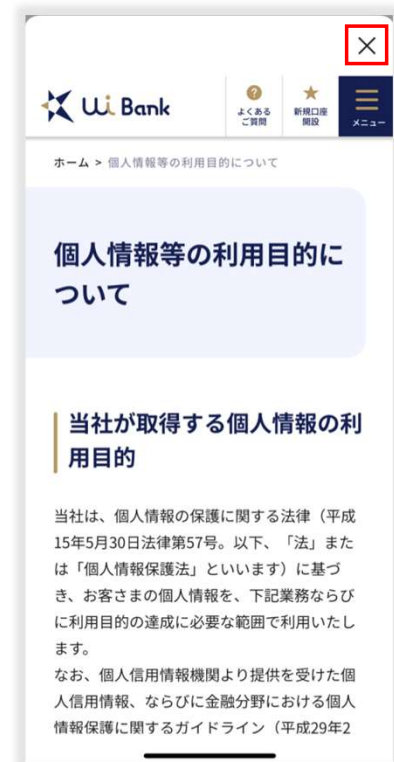 UI Bank
よくある
ご質問
新規口座
開設
メニュー
ホーム > 個人情報等の利用目的について
個人情報等の利用目的に
ついて
当社が取得する個人情報の利
用目的
当社は、個人情報の保護に関する法律（平成
15年5月30日法律第57号。以下、「法」また
は「個人情報保護法」といいます）に基づ
き、お客さまの個人情報を、下記業務ならび
に利用目的の達成に必要な範囲で利用いたし
ます。
なお、個人信用情報機関より提供を受けた個
人信用情報、ならびに金融分野における個人
情報保護に関するガイドライン（平成29年2